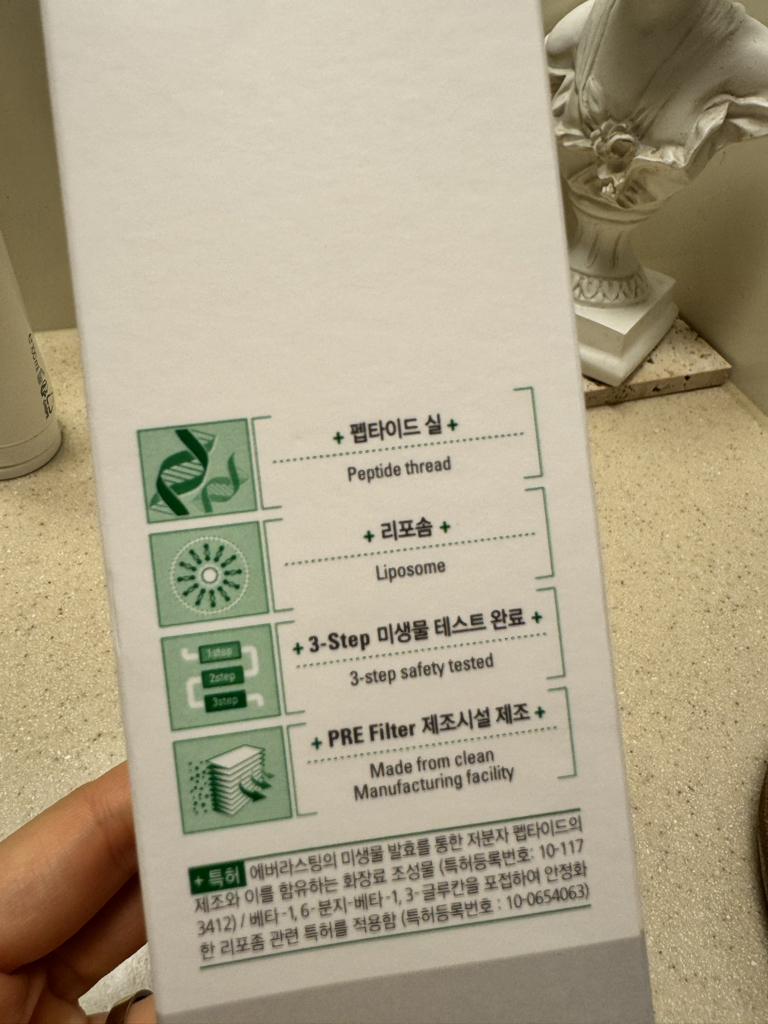 + 펩타이드 실 +
Peptide thread
+ 리포솜 +
Liposome
1step
2step
3step
+ 3-Step 미생물 테스트 완료 +
3-step safety tested
+ PRE Filter 제조시설 제조 +
Made from clean
Manufacturing facility
+ 특허 에버라스팅의 미생물 발효를 통한 저분자 펩타이드의
제조와 이를 함유하는 화장료 조성물 (특허등록번호: 10-117
3412) / 베타-1, 6-분지-베타-1, 3-글루칸을 포접하여 안정화
한 리포좀 관련 특허를 적용함 (특허등록번호 : 10-0654063)